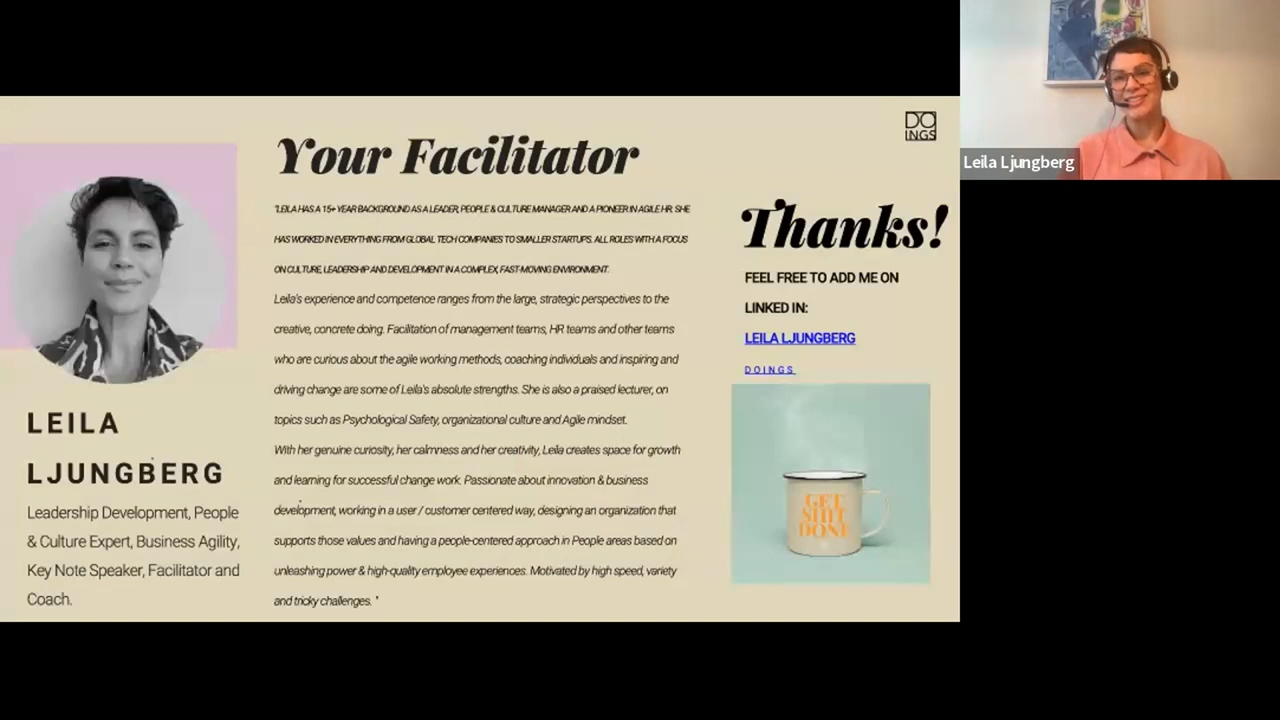 DO
INGS
Your Facilitator
"LEILA HAS A 15+ YEAR BACKGROUND AS A LEADER, PEOPLE & CULTURE MANAGER AND A PIONEER IN AGILE HR. SHE
HAS WORKED IN EVERYTHING FROM GLOBAL TECH COMPANIES TO SMALLER STARTUPS. ALL ROLES WITH A FOCUS
ON CULTURE, LEADERSHIP AND DEVELOPMENT IN A COMPLEX, FAST-MOVING ENVIRONMENT.
Leila's experience and competence ranges from the large, strategic perspectives to the
creative, concrete doing. Facilitation of management teams, HR teams and other teams
who are curious about the agile working methods, coaching individuals and inspiring and
driving change are some of Leila's absolute strengths. She is also a praised lecturer, on
topics such as Psychological Safety, organizational culture and Agile mindset.
With her genuine curiosity, her calmness and her creativity, Leila creates space for growth
and learning for successful change work. Passionate about innovation & business
development, working in a user / customer centered way, designing an organization that
supports those values and having a people-centered approach in People areas based on
unleashing power & high-quality employee experiences. Motivated by high speed, variety
and tricky challenges. "
LEILA
LJUNGBERG
Leadership Development, People
& Culture Expert, Business Agility,
Key Note Speaker, Facilitator and
Coach.
Thanks!
FEEL FREE TO ADD ME ON
LINKED IN:
LEILA LJUNGBERG
DOINGS
GET
SHIT
DONE
Leila Ljungberg